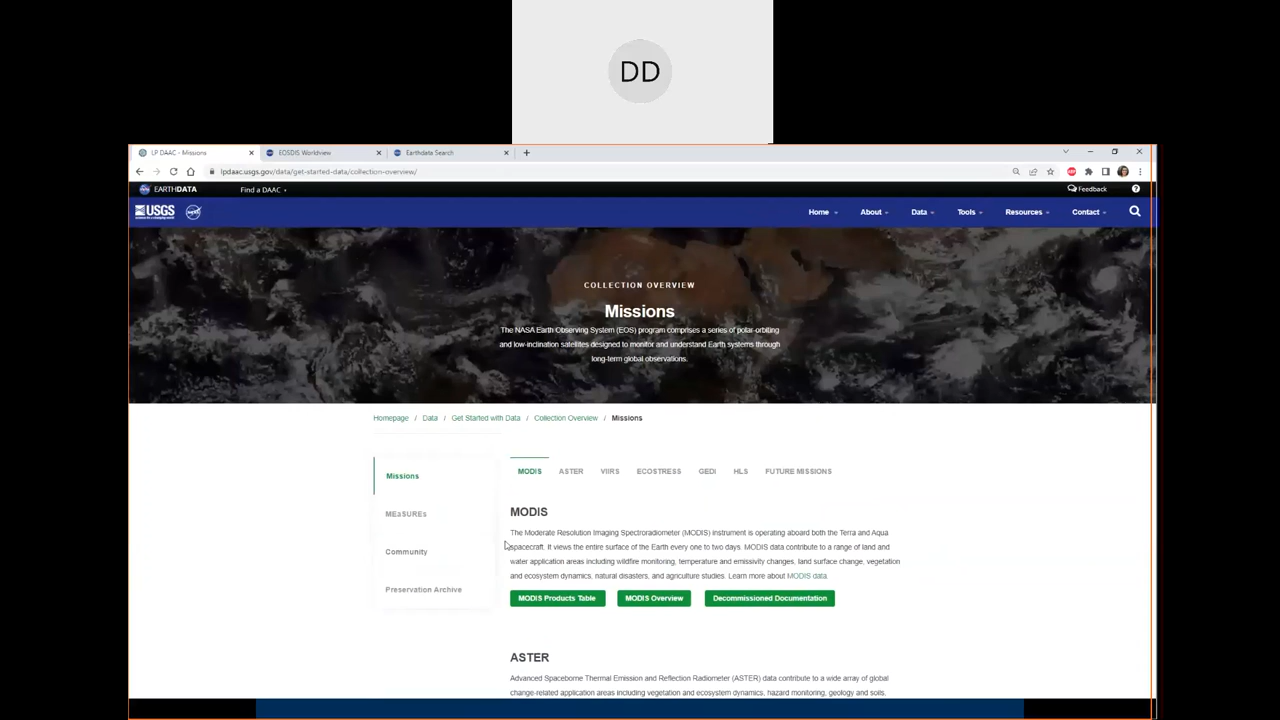 DD
LP DAAC - Missions
EOSDIS Worldview
Earthdata Search
lpdaac.usgs.gov/data/get-started-data/collection-overview/
EARTHDATA
Find a DAAC
Feedback
USGS
NASA
Home
About
Data
Tools
Resources
Contact
COLLECTION OVERVIEW
Missions
The NASA Earth Observing System (EOS) program comprises a series of polar-orbiting
and low-inclination satellites designed to monitor and understand Earth systems through
long-term global observations.
Homepage / Data / Get Started with Data / Collection Overview / Missions
Missions
MEaSUREs
Community
Preservation Archive
MODIS
ASTER
VIIRS
ECOSTRESS
GEDI
HLS
FUTURE MISSIONS
MODIS
The Moderate Resolution Imaging Spectroradiometer (MODIS) instrument is operating aboard both the Terra and Aqua
spacecraft. It views the entire surface of the Earth every one to two days. MODIS data contribute to a range of land and
water application areas including wildfire monitoring, temperature and emissivity changes, land surface change, vegetation
and ecosystem dynamics, natural disasters, and agriculture studies. Learn more about MODIS data.
MODIS Products Table
MODIS Overview
Decommissioned Documentation
ASTER
Advanced Spaceborne Thermal Emission and Reflection Radiometer (ASTER) data contribute to a wide array of global
change-related application areas including vegetation and ecosystem dynamics, hazard monitoring, geology and soils,